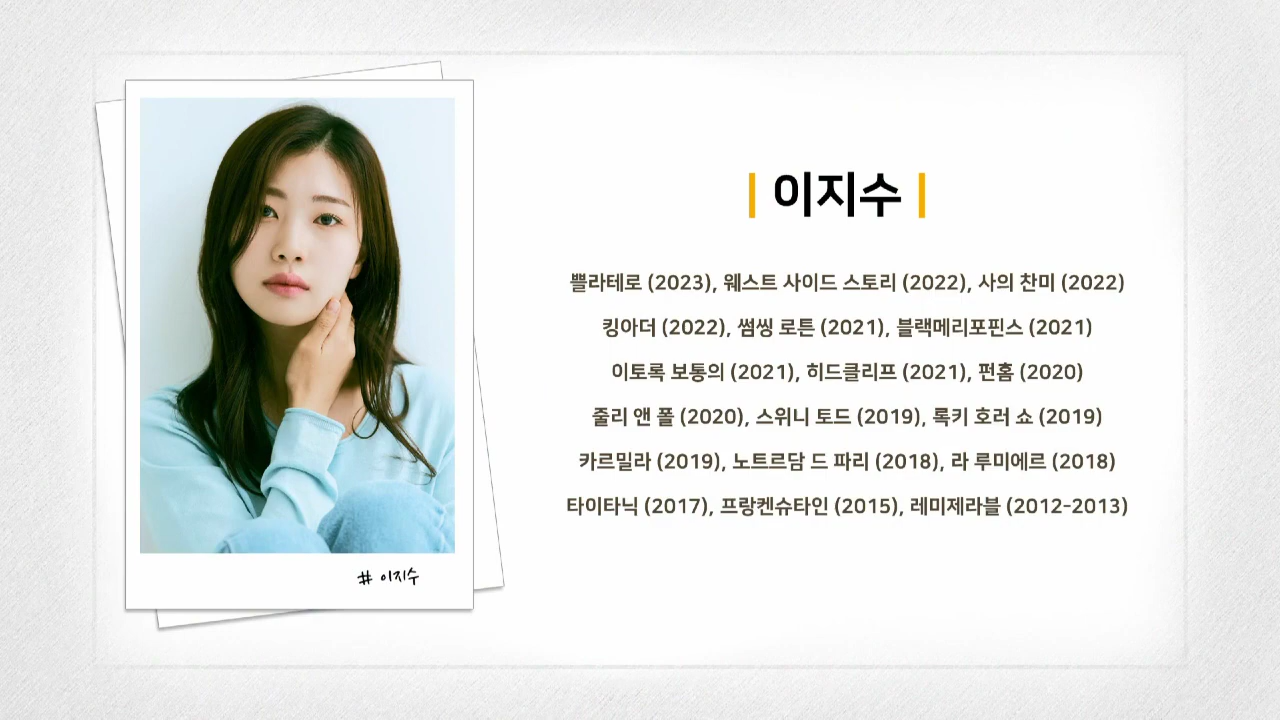 # 이지수
| 이지수 |
쁠라테로 (2023), 웨스트 사이드 스토리 (2022), 사의 찬미 (2022)
킹아더 (2022), 썸씽 로튼 (2021), 블랙메리포핀스 (2021)
이토록 보통의 (2021), 히드클리프 (2021), 펀홈 (2020)
줄리 앤 폴 (2020), 스위니 토드 (2019), 록키 호러 쇼 (2019)
카르밀라 (2019), 노트르담 드 파리 (2018), 라 루미에르 (2018)
타이타닉 (2017), 프랑켄슈타인 (2015), 레미제라블 (2012-2013)